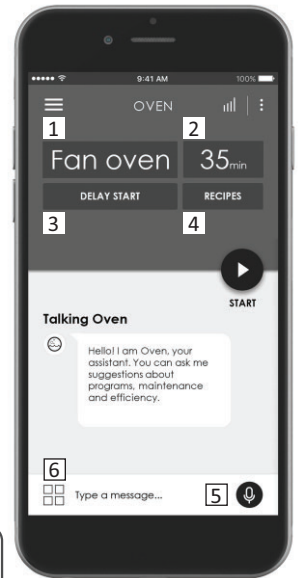 9:41 AM 100%
OVEN
1 2
Fan oven 35min
DELAY START RECIPES
3 4
START
Talking Oven
Hello! I am Oven, your
assistant. You can ask me
suggestions about
programs, maintenance
and efficiency.
6
Type a message... 5